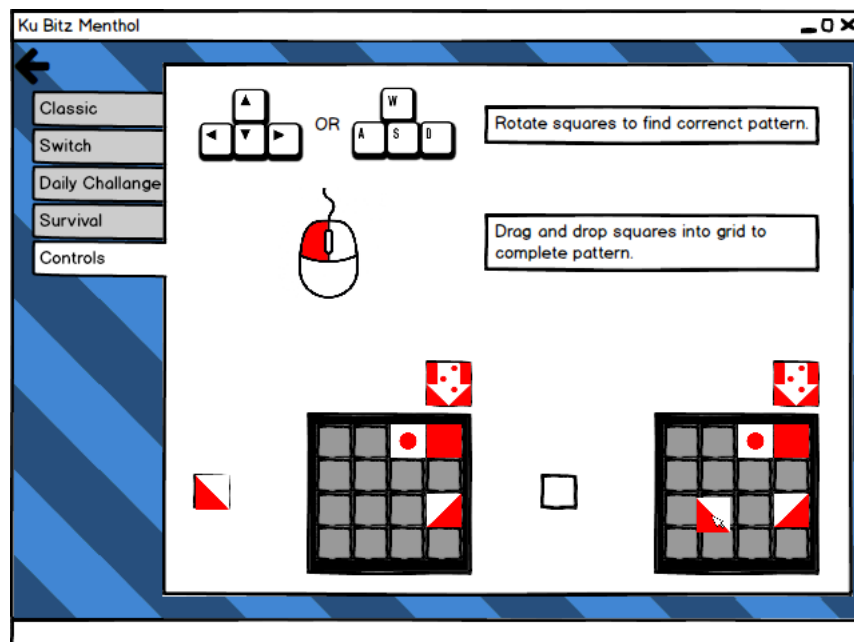 Ku Bitz Menthol
Classic
Switch
Daily Challange
Survival
Controls
W
OR
A S D
Rotate squares to find correnct pattern.
Drag and drop squares into grid to
complete pattern.